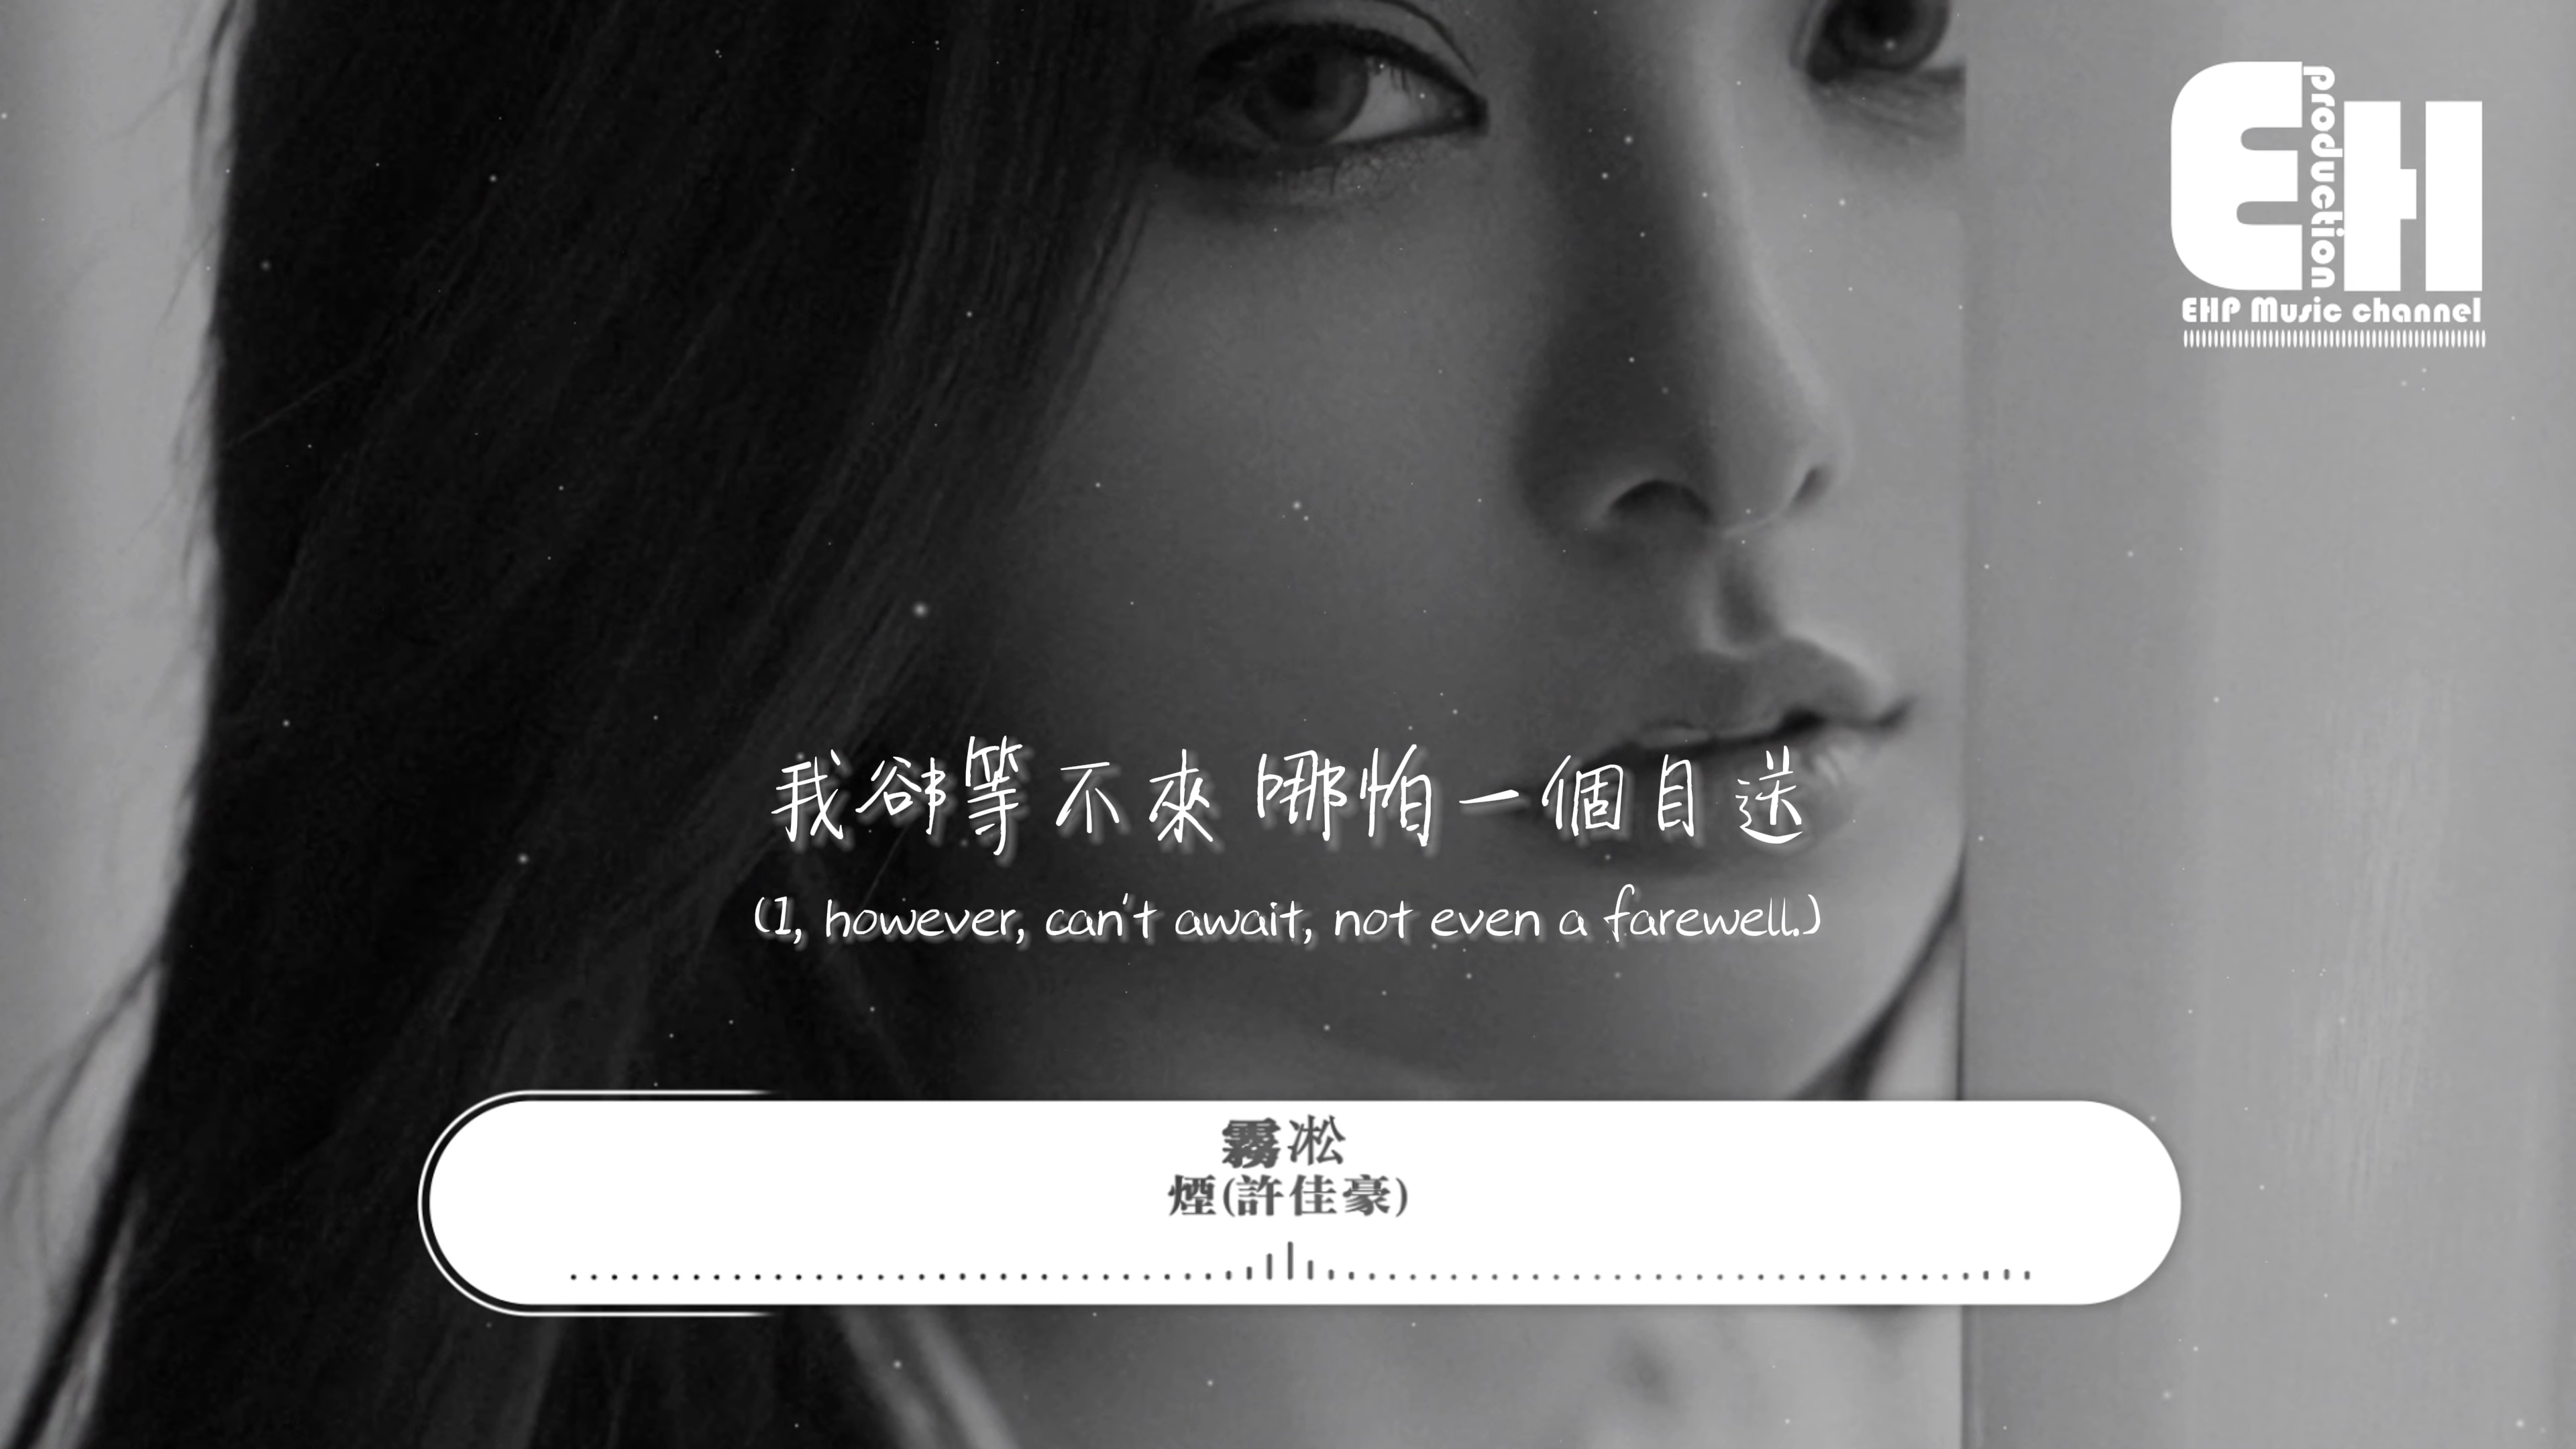 EH
production
EHP Music channel
我卻等不來 哪怕一個目送
(I, however, can't await, not even a farewell.)
霧凇
煙(許佳豪)